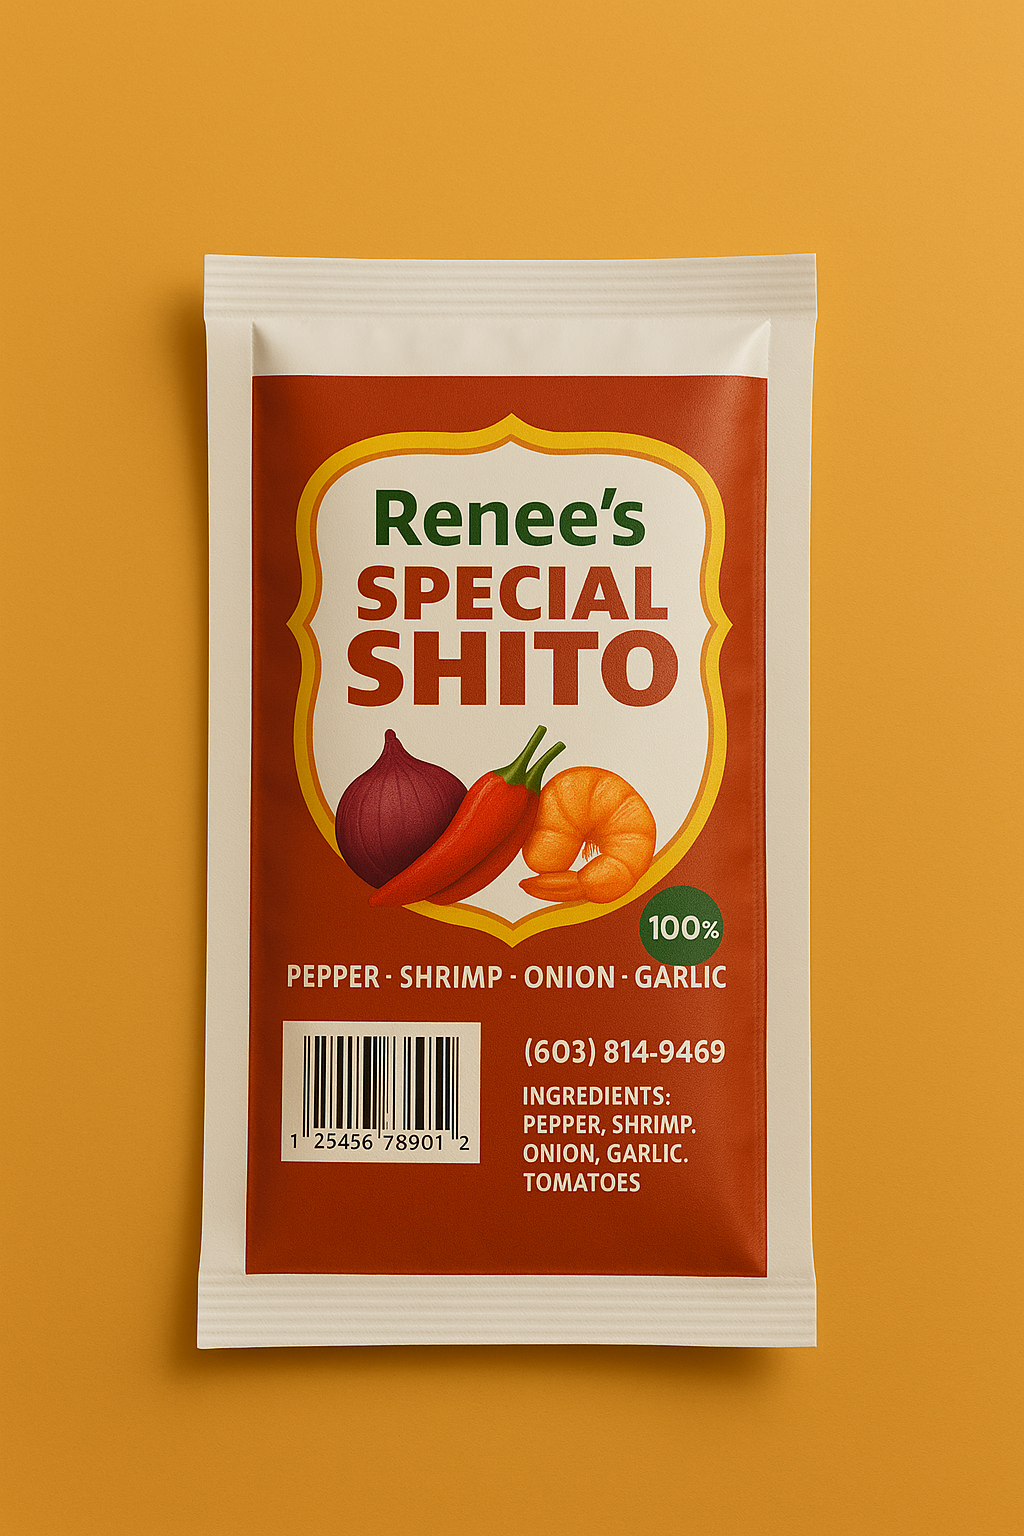 Renee's
SPECIAL
SHITO
100%
PEPPER · SHRIMP · ONION · GARLIC
1 25456 78901 2
(603) 814-9469
INGREDIENTS:
PEPPER, SHRIMP.
ONION, GARLIC.
TOMATOES